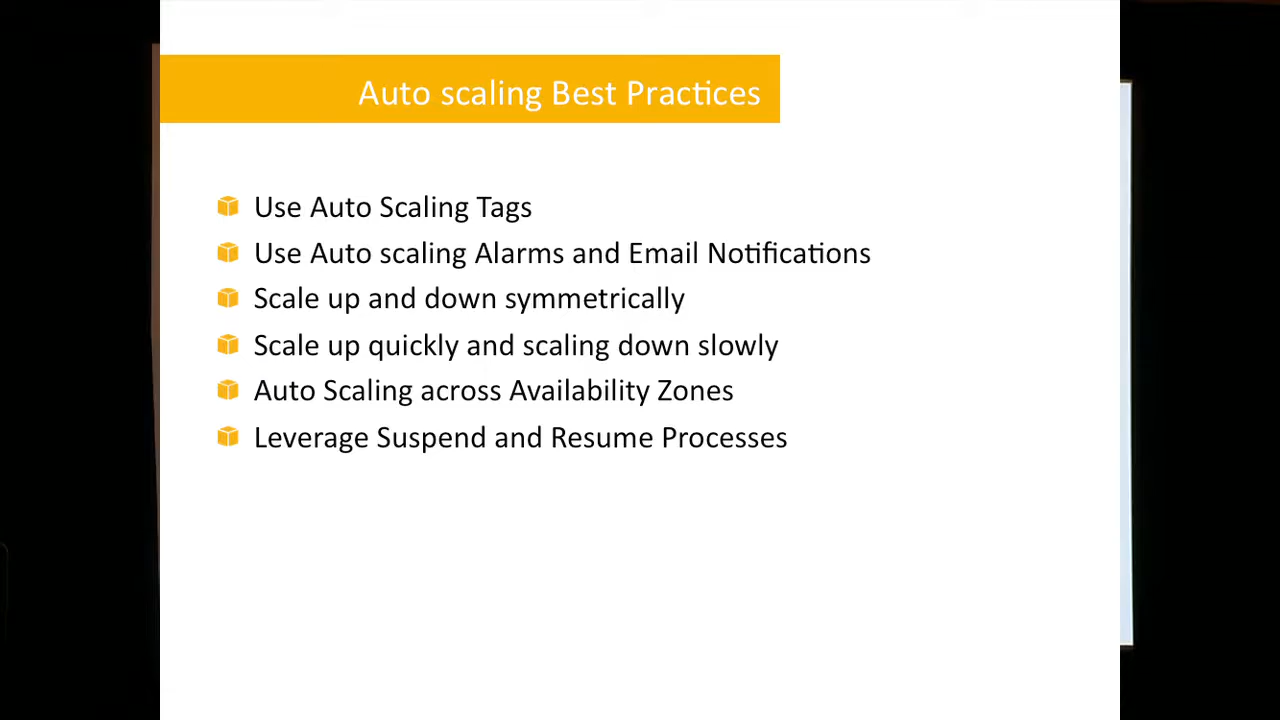 Auto scaling Best Practices
Use Auto Scaling Tags
Use Auto scaling Alarms and Email Notifications
Scale up and down symmetrically
Scale up quickly and scaling down slowly
Auto Scaling across Availability Zones
Leverage Suspend and Resume Processes